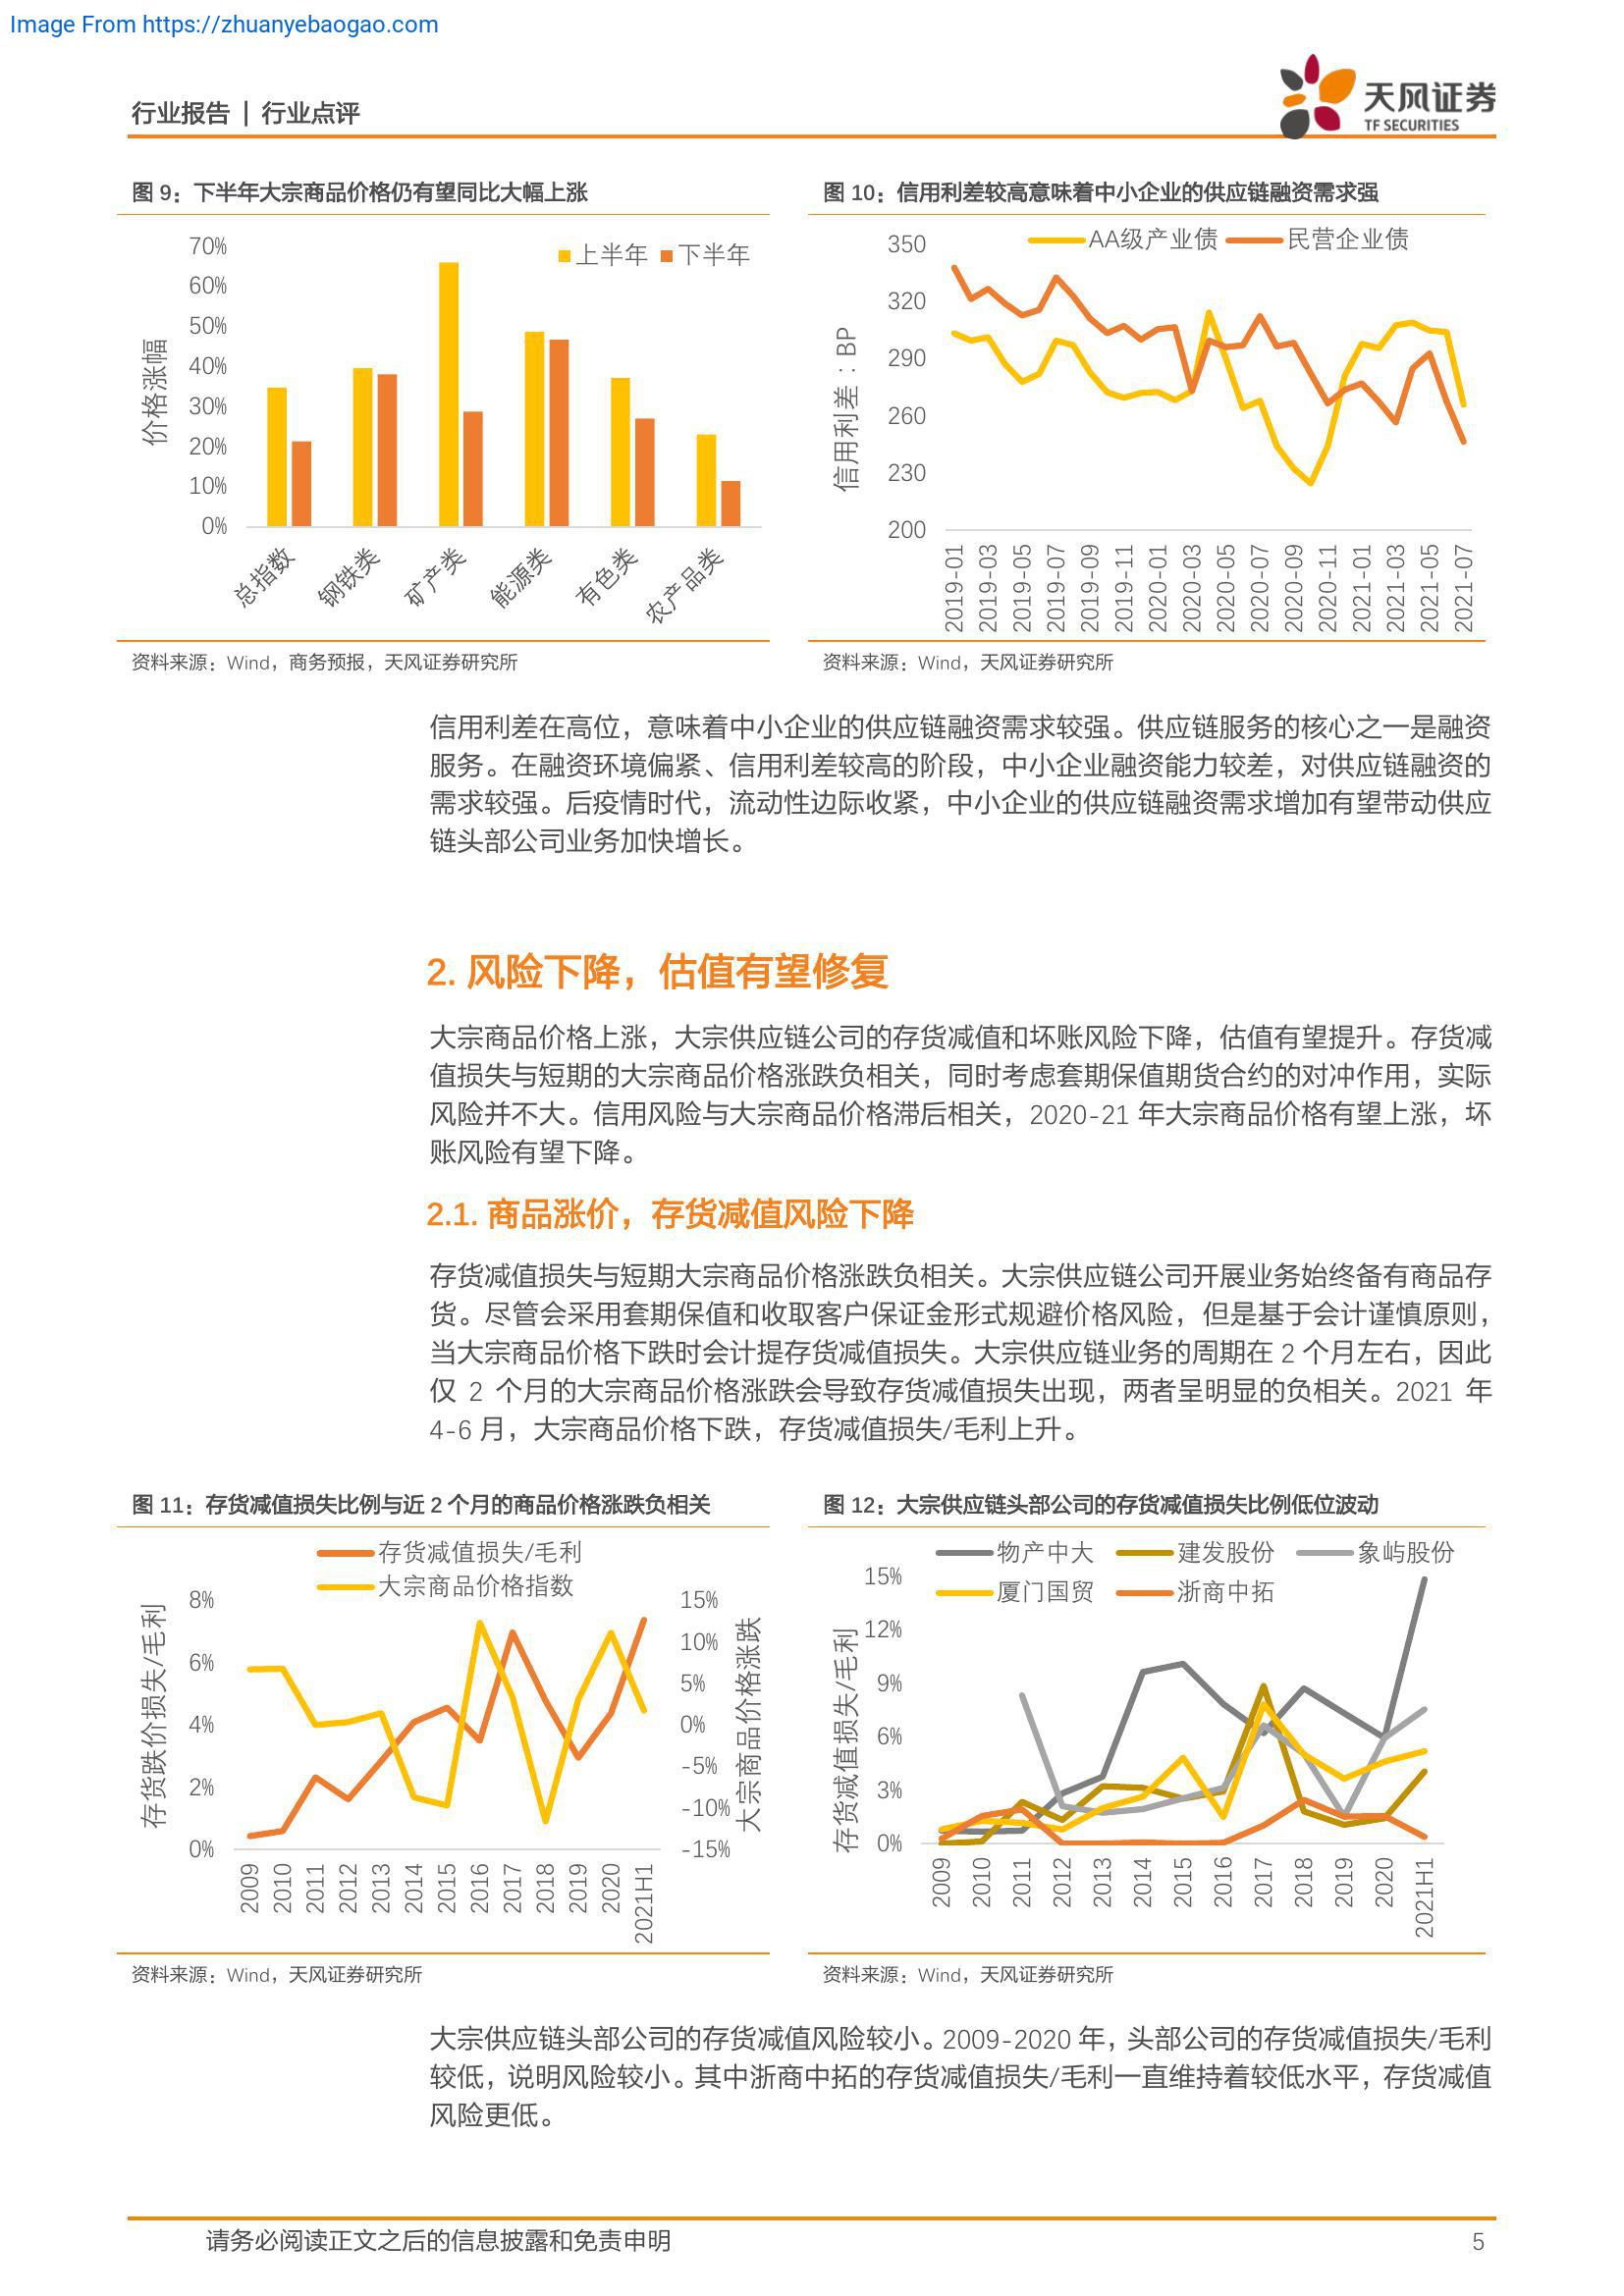 Image From https://zhuanyebaogao.com
行业报告 | 行业点评
天风证券
TF SECURITIES
图 9：下半年大宗商品价格仍有望同比大幅上涨
70%
60%
50%
40%
30%
20%
10%
0%
价格涨幅
上半年 下半年
总指数 钢铁类 矿产类 能源类 有色类 农产品类
资料来源：Wind，商务预报，天风证券研究所
图 10：信用利差较高意味着中小企业的供应链融资需求强
AA级产业债 民营企业债
350
320
290
260
230
200
信用利差：BP
2019-01 2019-03 2019-05 2019-07 2019-09 2019-11 2020-01 2020-03 2020-05 2020-07 2020-09 2020-11 2021-01 2021-03 2021-05 2021-07
资料来源：Wind，天风证券研究所
信用利差在高位，意味着中小企业的供应链融资需求较强。供应链服务的核心之一是融资
服务。在融资环境偏紧、信用利差较高的阶段，中小企业融资能力较差，对供应链融资的
需求较强。后疫情时代，流动性边际收紧，中小企业的供应链融资需求增加有望带动供应
链头部公司业务加快增长。
2. 风险下降，估值有望修复
大宗商品价格上涨，大宗供应链公司的存货减值和坏账风险下降，估值有望提升。存货减
值损失与短期的大宗商品价格涨跌负相关，同时考虑套期保值期货合约的对冲作用，实际
风险并不大。信用风险与大宗商品价格滞后相关，2020-21 年大宗商品价格有望上涨，坏
账风险有望下降。
2.1. 商品涨价，存货减值风险下降
存货减值损失与短期大宗商品价格涨跌负相关。大宗供应链公司开展业务始终备有商品存
货。尽管会采用套期保值和收取客户保证金形式规避价格风险，但是基于会计谨慎原则，
当大宗商品价格下跌时会计提存货减值损失。大宗供应链业务的周期在 2 个月左右，因此
仅 2 个月的大宗商品价格涨跌会导致存货减值损失出现，两者呈明显的负相关。2021 年
4-6 月，大宗商品价格下跌，存货减值损失/毛利上升。
图 11：存货减值损失比例与近 2 个月的商品价格涨跌负相关
存货减值损失/毛利
大宗商品价格指数
8%
6%
4%
2%
0%
存货跌价损失/毛利
15%
10%
5%
0%
-5%
-10%
-15%
大宗商品价格涨跌
2009 2010 2011 2012 2013 2014 2015 2016 2017 2018 2019 2020 2021H1
资料来源：Wind，天风证券研究所
图 12：大宗供应链头部公司的存货减值损失比例低位波动
物产中大 建发股份 象屿股份
厦门国贸 浙商中拓
15%
12%
9%
6%
3%
0%
存货减值损失/毛利
2009 2010 2011 2012 2013 2014 2015 2016 2017 2018 2019 2020 2021H1
资料来源：Wind，天风证券研究所
大宗供应链头部公司的存货减值风险较小。2009-2020 年，头部公司的存货减值损失/毛利
较低，说明风险较小。其中浙商中拓的存货减值损失/毛利一直维持着较低水平，存货减值
风险更低。
请务必阅读正文之后的信息披露和免责申明
5